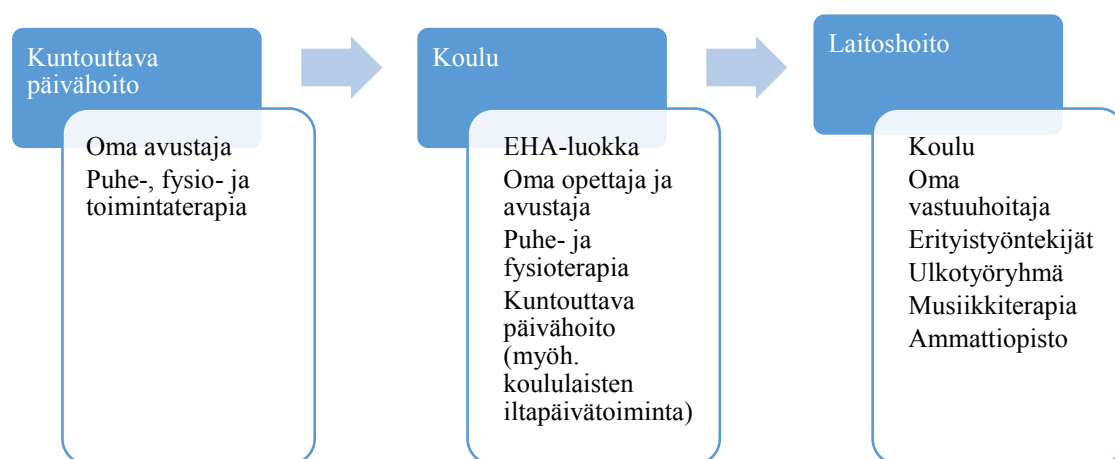 Kuntouttava
päivähoito
Oma avustaja
Puhe-, fysio- ja
toimintaterapia
Koulu
EHA-luokka
Oma opettaja ja
avustaja
Puhe- ja
fysioterapia
Kuntouttava
päivähoito
(myöh.
koululaisten
iltapäivätoiminta)
Laitoshoito
Koulu
Oma
vastuuhoitaja
Erityistyöntekijät
Ulkotyöryhmä
Musiikkiterapia
Ammattiopisto